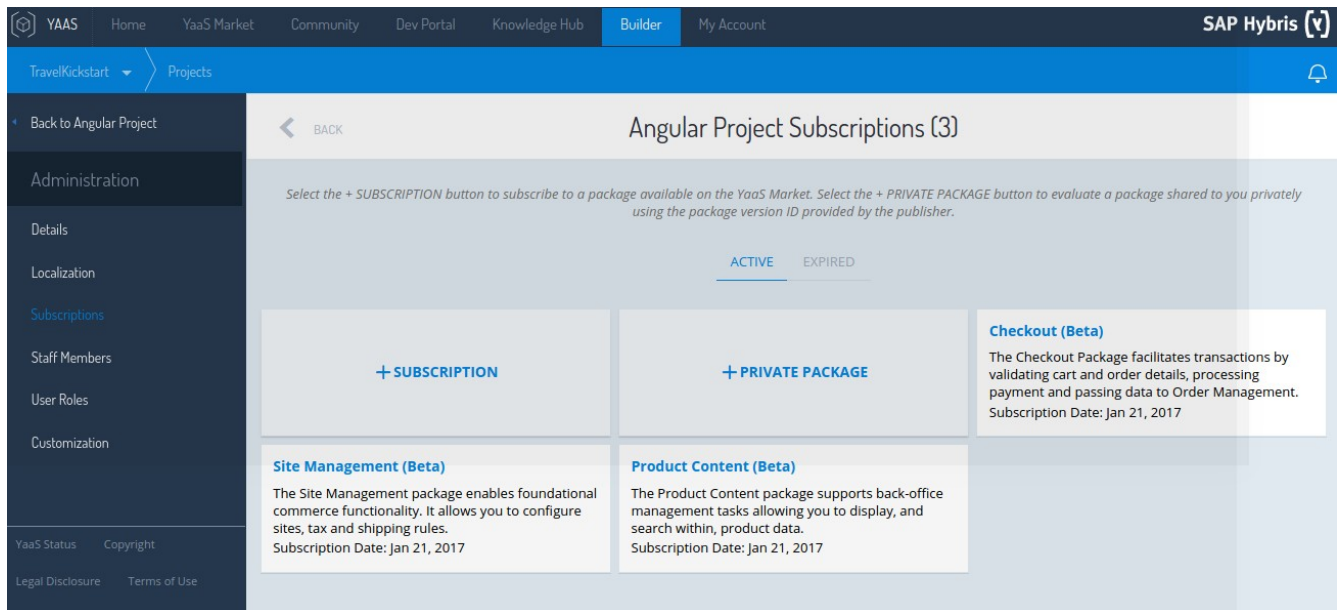 YAAS Home YaaS Market Community Dev Portal Knowledge Hub Builder My Account SAP Hybris (Y)
TravelKickstart Projects
Back to Angular Project
BACK
Angular Project Subscriptions (3)
Administration
Select the + SUBSCRIPTION button to subscribe to a package available on the YaaS Market. Select the + PRIVATE PACKAGE button to evaluate a package shared to you privately
using the package version ID provided by the publisher.
Details
Localization
Subscriptions
Staff Members
User Roles
Customization
ACTIVE EXPIRED
+ SUBSCRIPTION
+ PRIVATE PACKAGE
Checkout (Beta)
The Checkout Package facilitates transactions by
validating cart and order details, processing
payment and passing data to Order Management.
Subscription Date: Jan 21, 2017
Site Management (Beta)
The Site Management package enables foundational
commerce functionality. It allows you to configure
sites, tax and shipping rules.
Subscription Date: Jan 21, 2017
Product Content (Beta)
The Product Content package supports back-office
management tasks allowing you to display, and
search within, product data.
Subscription Date: Jan 21, 2017
YaaS Status Copyright
Legal Disclosure Terms of Use